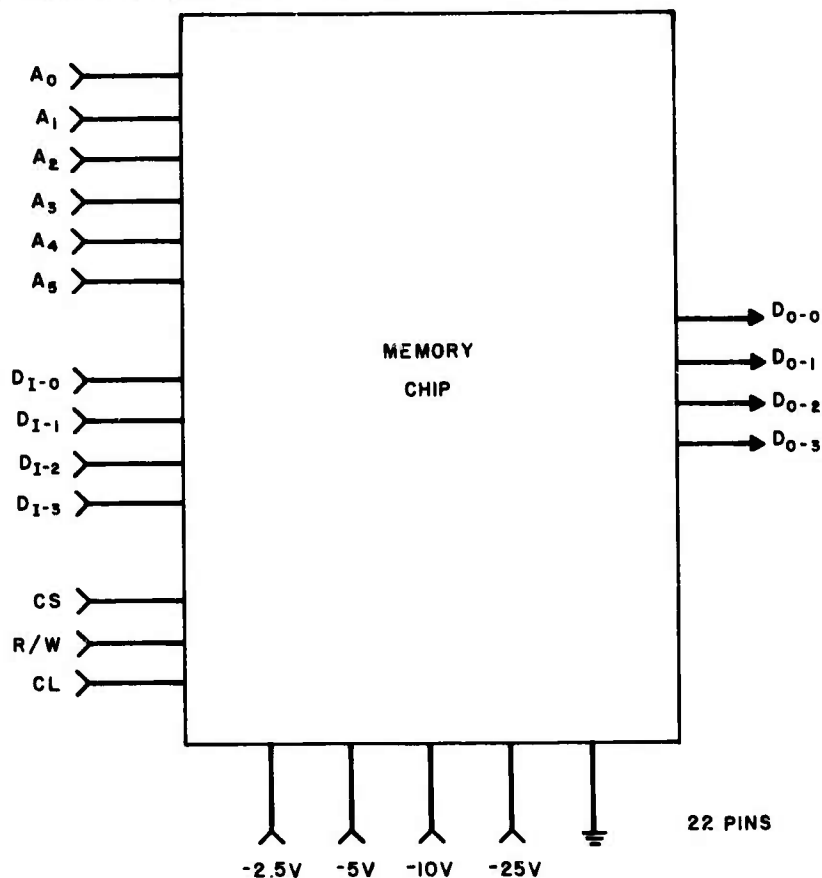 A0
A1
A2
A3
A4
A5
DI-0
DI-1
DI-2
DI-3
CS
R/W
CL
MEMORY
CHIP
DO-0
DO-1
DO-2
DO-3
-2.5V -5V -10V -25V
22 PINS